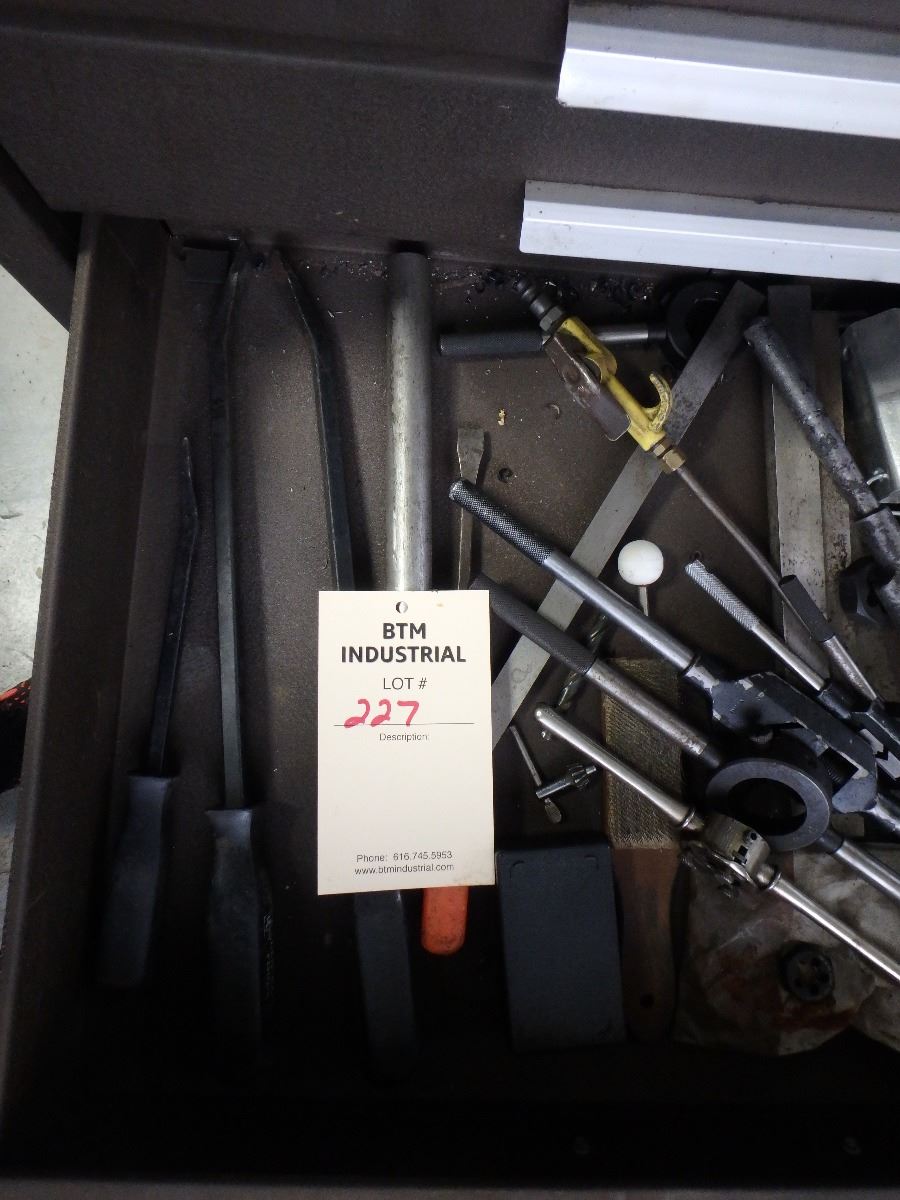 BTM
INDUSTRIAL
LOT #
227
Description:
Phone: 616.745.5953
www.btmindustrial.com